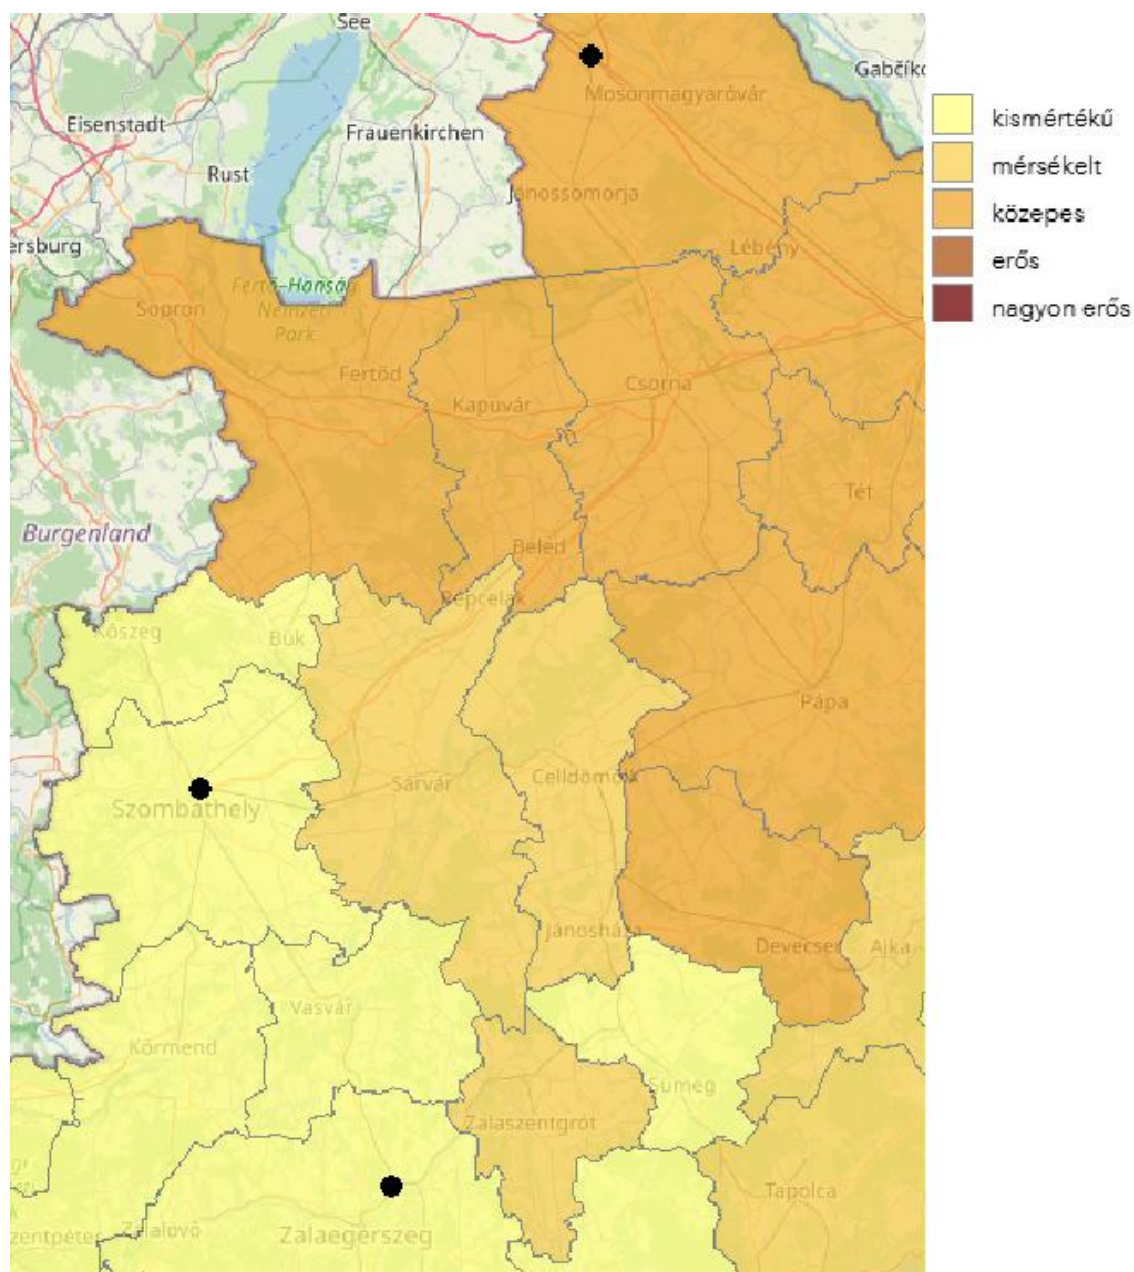 See
Gabčíko
Mosonmagyaróvár
Eisenstadt
Frauenkirchen
Rust
Jánossomorja
ersburg
Lébény
Fertő-Hanság
Nemzeti
Park
Sopron
Fertőd
Csorna
Kapuvár
Tét
Burgenland
Beled
Répcelak
Kőszeg
Bük
Pápa
Celldömölk
Sárvár
Szombathely
Jánosháza
Devecser
Ajka
Vasvár
Körmend
Sümeg
Zalaszentgrót
Tapolca
zentpéter
Zalalövő
Zalaegerszeg
kismértékű
mérsékelt
közepes
erős
nagyon erős